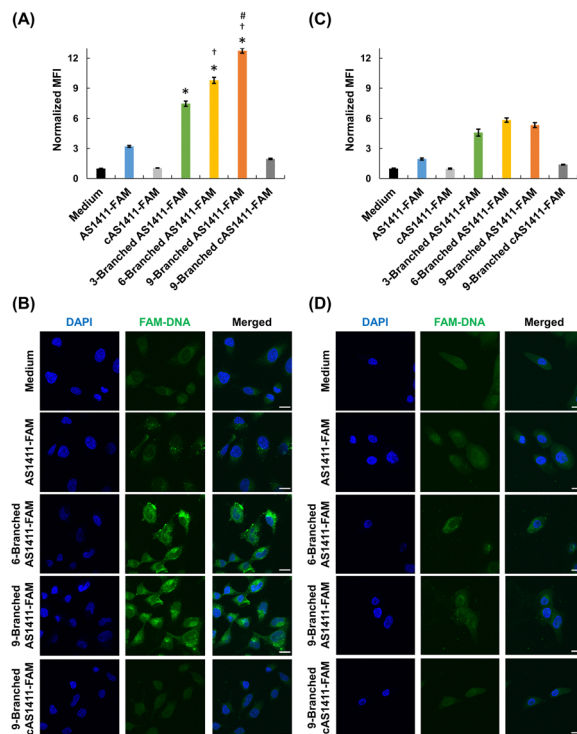 (A)
#
†
*
†
*
*
Normalized MFI
12
9
6
3
0
Medium
AS1411-FAM
cAS1411-FAM
3-Branched AS1411-FAM
6-Branched AS1411-FAM
9-Branched AS1411-FAM
9-Branched cAS1411-FAM
(C)
Normalized MFI
12
9
6
3
0
Medium
AS1411-FAM
cAS1411-FAM
3-Branched AS1411-FAM
6-Branched AS1411-FAM
9-Branched AS1411-FAM
9-Branched cAS1411-FAM
(B)
DAPI
FAM-DNA
Merged
Medium
AS1411-FAM
6-Branched
AS1411-FAM
9-Branched
AS1411-FAM
9-Branched
cAS1411-FAM
(D)
DAPI
FAM-DNA
Merged
Medium
AS1411-FAM
6-Branched
AS1411-FAM
9-Branched
AS1411-FAM
9-Branched
cAS1411-FAM